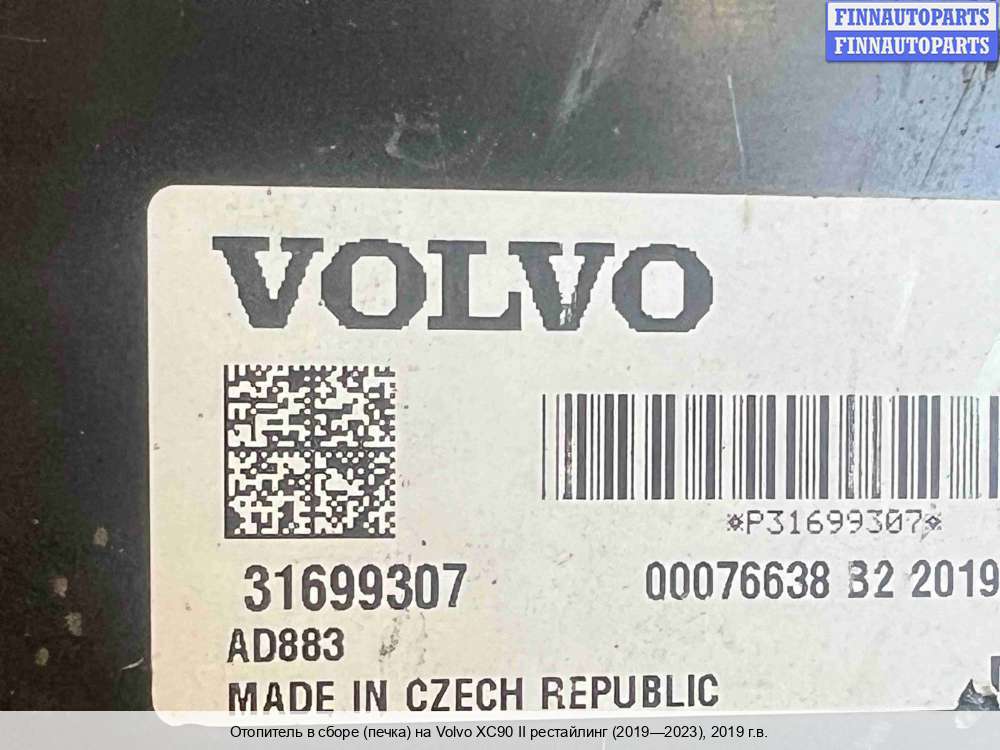 FINNAUTOPARTS
FINNAUTOPARTS
VOLVO
*P31699307*
31699307
00076638 B2 2019
AD883
MADE IN CZECH REPUBLIC
Отопитель в сборе (печка) на Volvo XC90 II рестайлинг (2019—2023), 2019 г.в.